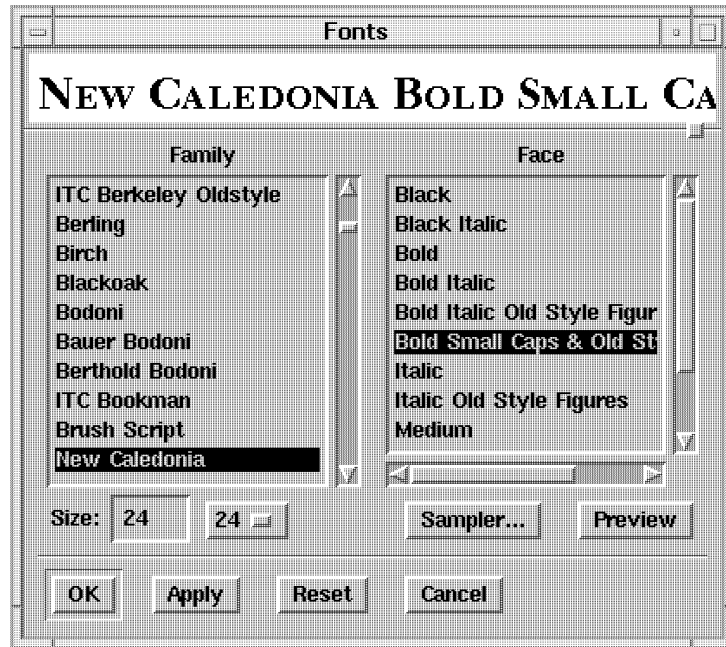 Fonts
NEW CALEDONIA BOLD SMALL CA
Family
ITC Berkeley Oldstyle
Berling
Birch
Blackoak
Bodoni
Bauer Bodoni
Berthold Bodoni
ITC Bookman
Brush Script
New Caledonia
Face
Black
Black Italic
Bold
Bold Italic
Bold Italic Old Style Figur
Bold Small Caps & Old St
Italic
Italic Old Style Figures
Medium
Size: 24 24
Sampler... Preview
OK Apply Reset Cancel